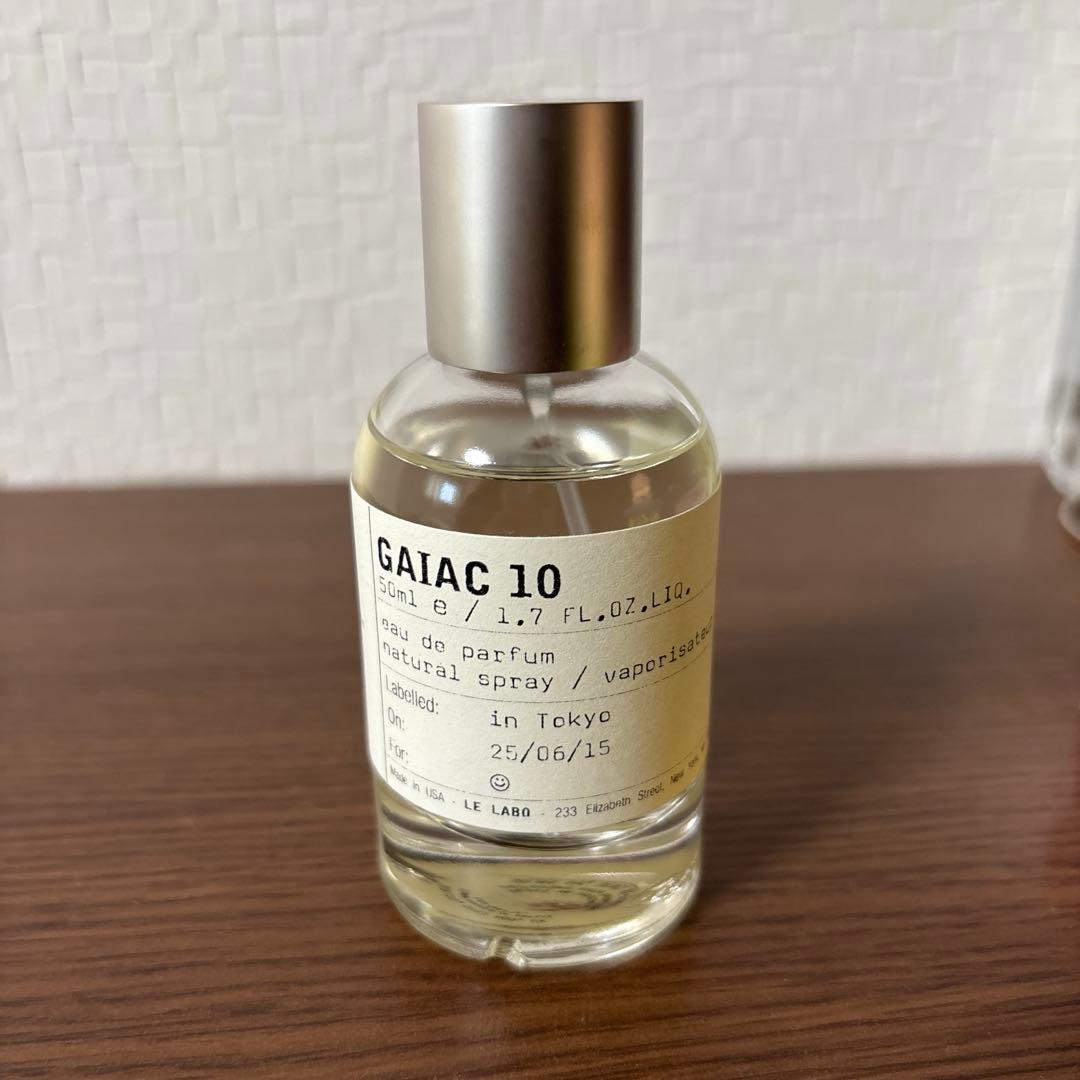 GAIAC 10
50ml e / 1.7 FL.OZ.LIQ.
eau de parfum
natural spray / vaporisateur
Labelled: in Tokyo
On: 25/06/15
For: ☺
Made in USA - LE LABO - 233 Elizabeth Street, New York,